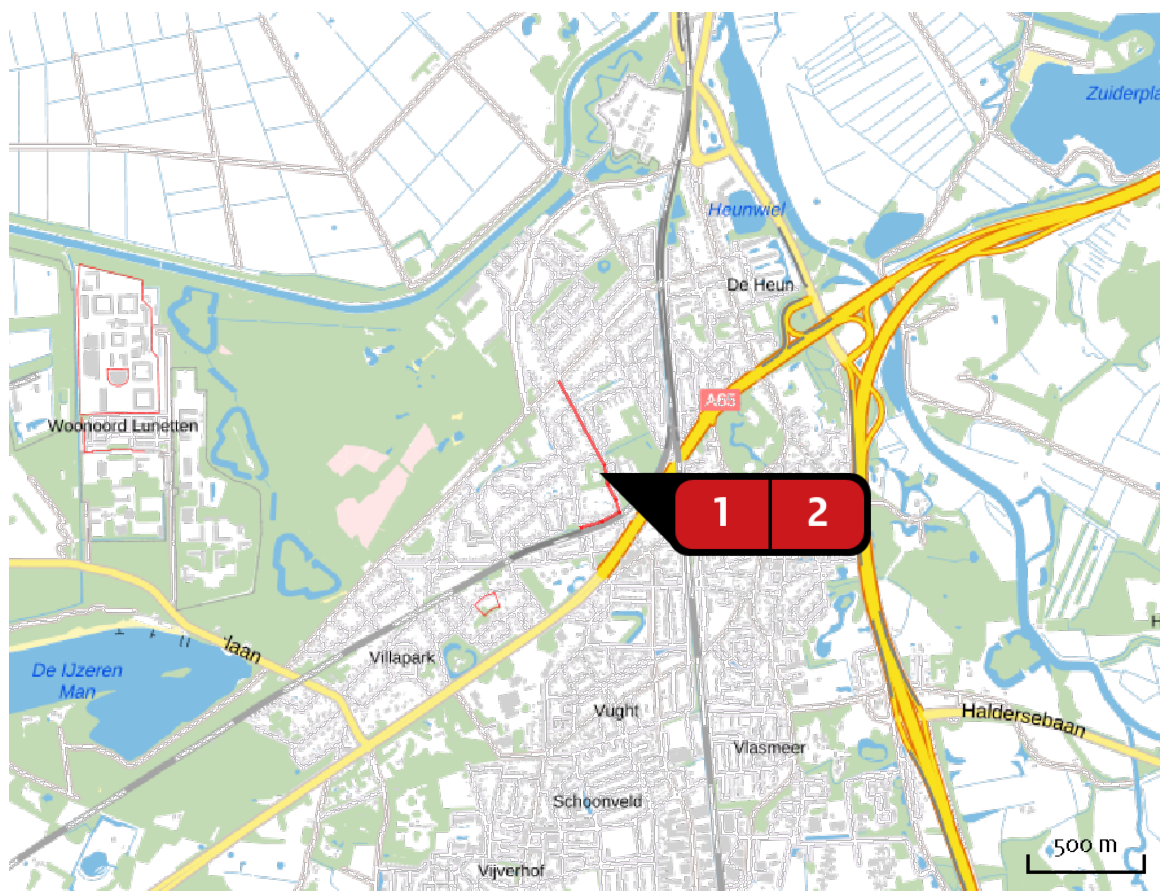 Zuiderpla
Heunwiel
De Heun
A65
Woonoord Lunetten
1 2
laan
De IJzeren
Man
Villapark
Vught
Haldersebaan
Vlasmeer
Schoonveld
500 m
Vijverhof
H